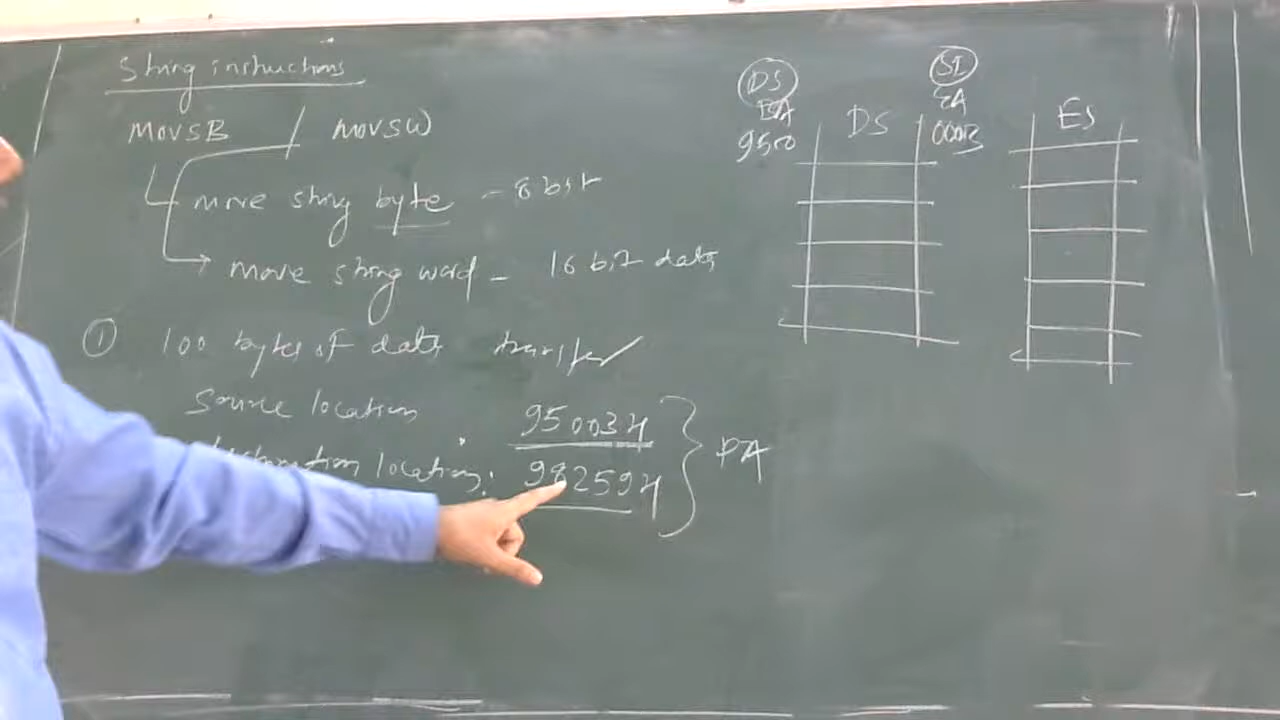 String instructions
MOVSB / MOVSW
move string byte - 8 bit
move string word - 16 bit data
① 100 bytes of data transfer
Source location 95003H
location: 98259H
} PA
DS
EA
9500
DS
SI
EA
0003
ES